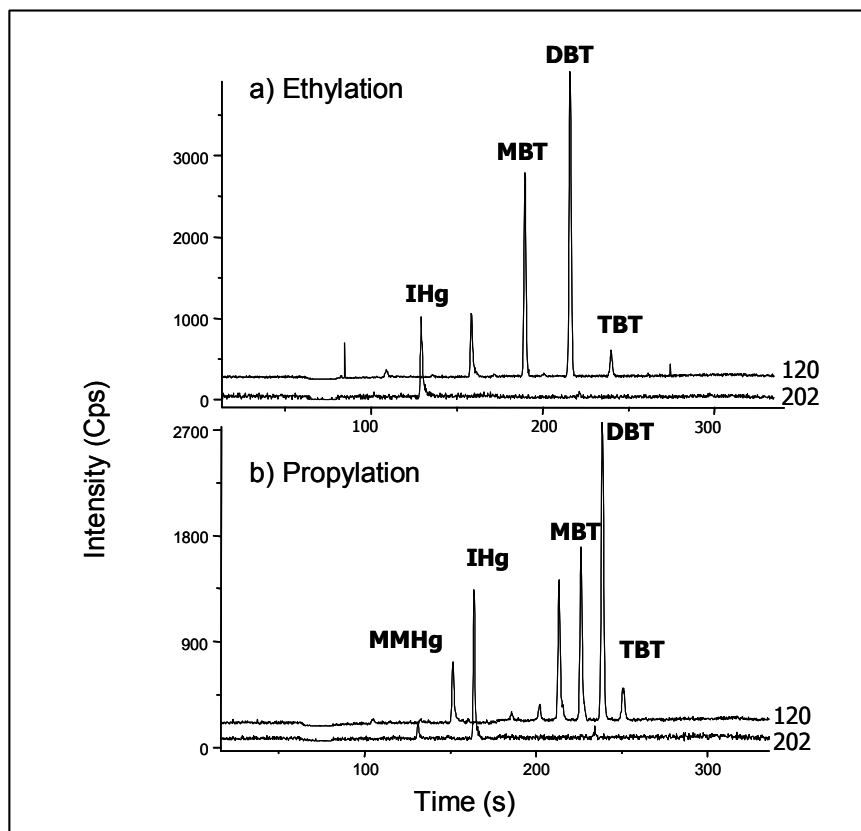 DBT
a) Ethylation
3000
MBT
2000
IHg
1000
TBT
120
0
202
100
200
300
Intensity (Cps)
2700
DBT
b) Propylation
1800
MBT
IHg
900
MMHg
TBT
120
0
202
100
200
300
Time (s)